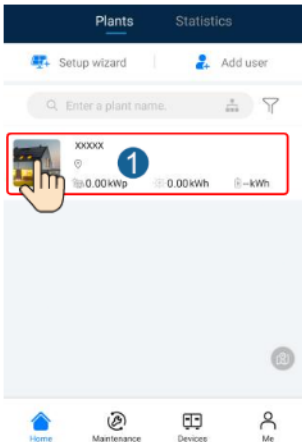 Plants Statistics
Setup wizard Add user
Enter a plant name.
xxxxx
1
0.00kWp 0.00kWh --kWh
Home Maintenance Devices Me